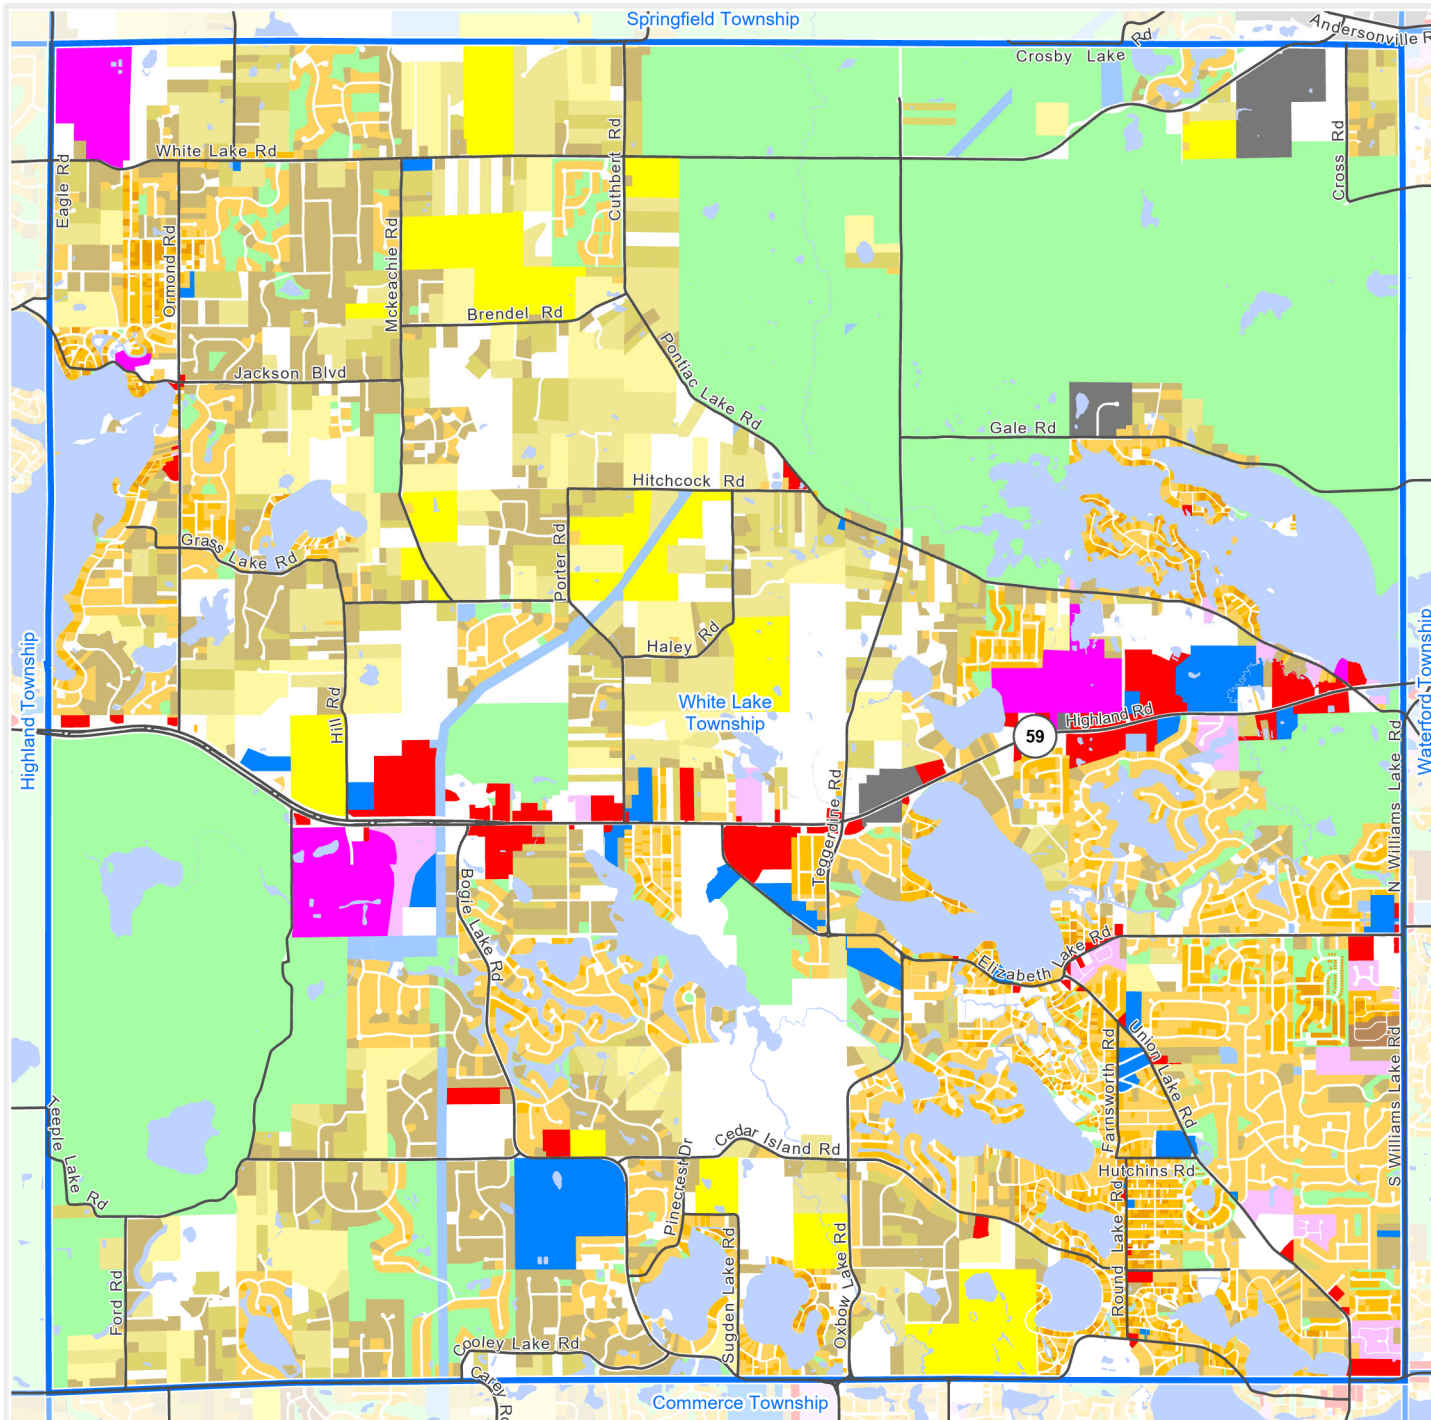 Springfield Township
Andersonville R
Crosby Lake Rd
White Lake Rd
Eagle Rd
Ormond Rd
Mckeachie Rd
Cuthbert Rd
Cross Rd
Brendel Rd
Pontiac Lake Rd
Jackson Blvd
Gale Rd
Hitchcock Rd
Grass Lake Rd
Porter Rd
Haley Rd
Highland Township
Hill Rd
White Lake
Township
Highland Rd
59
Waterford Township
N Williams Lake Rd
Teggerdine Rd
Bogie Lake Rd
Elizabeth Lake Rd
Union Lake Rd
Farnsworth Rd
S Williams Lake Rd
Teeple Lake Rd
Cedar Island Rd
Pinecrest Dr
Hutchins Rd
Round Lake Rd
Ford Rd
Sugden Lake Rd
Oxbow Lake Rd
Cooley Lake Rd
Carey Rd
Commerce Township